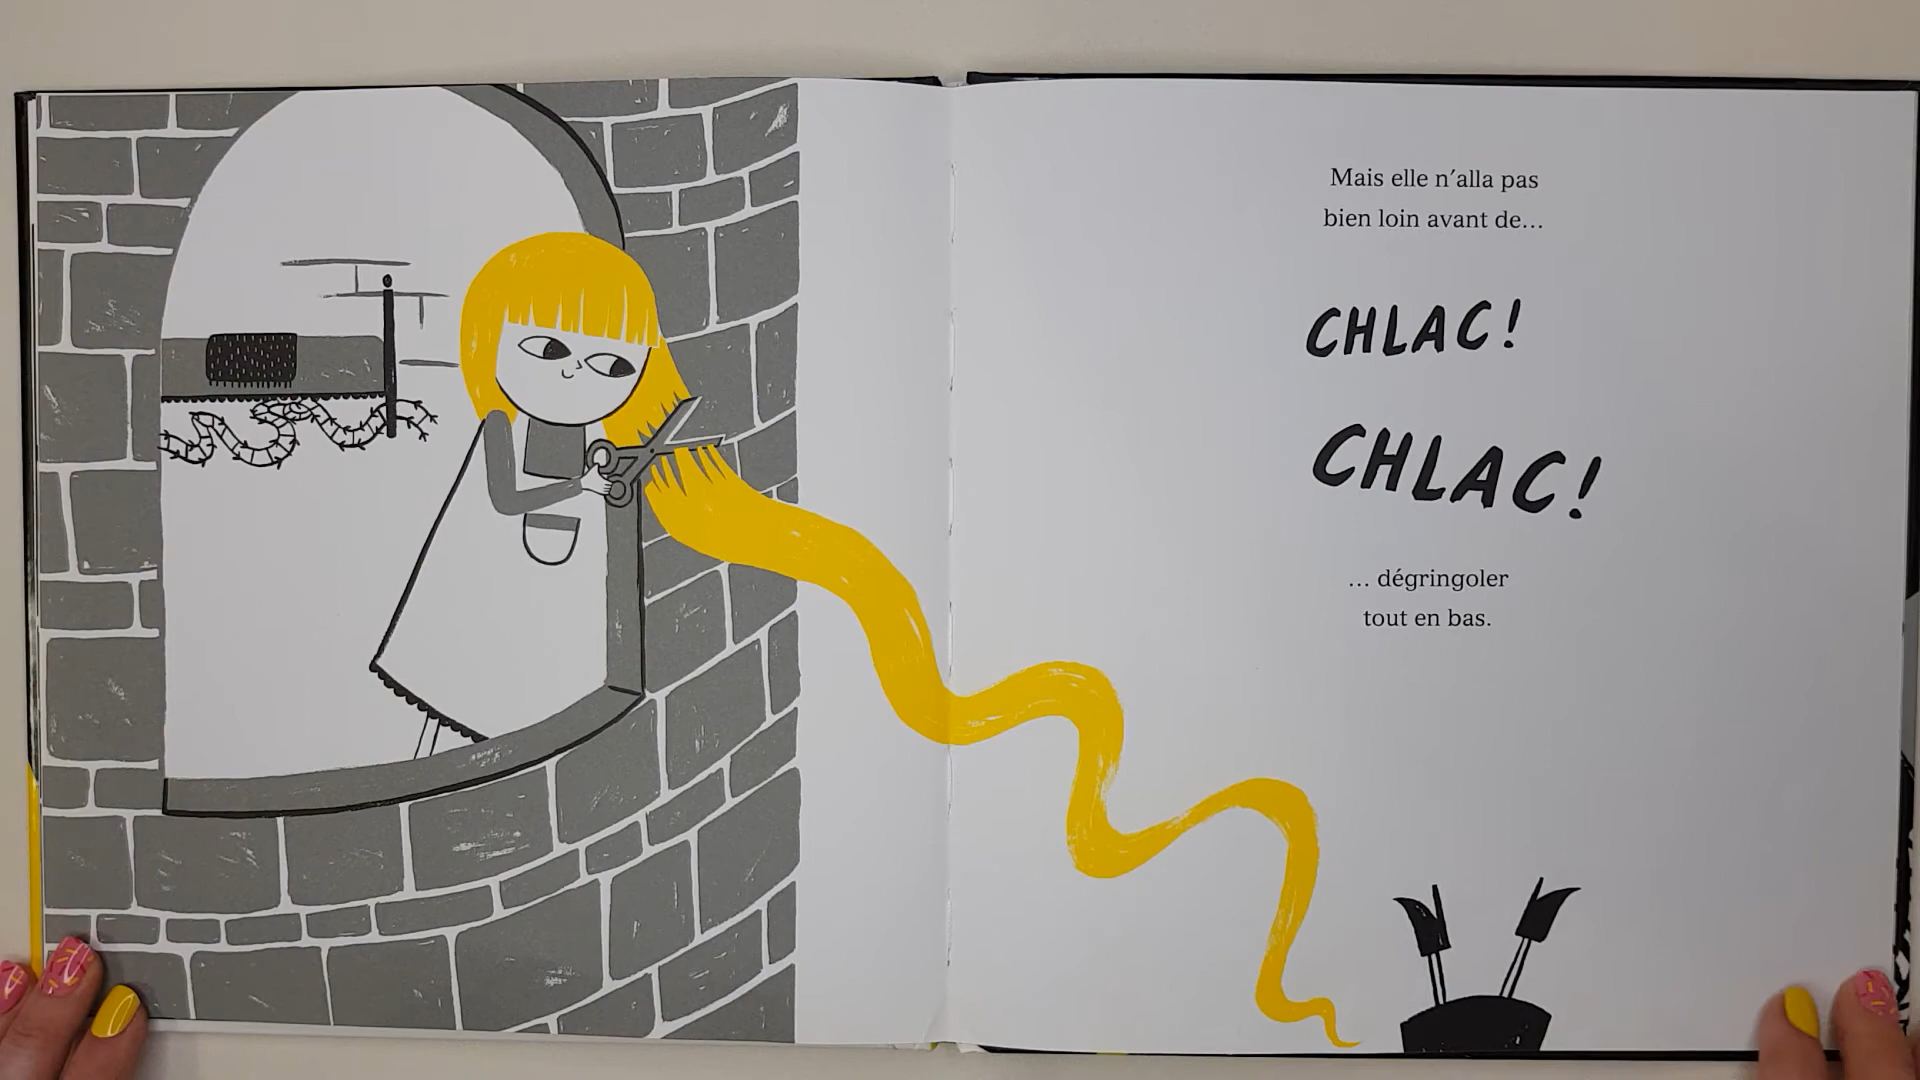 Mais elle n’alla pas
bien loin avant de…
CHLAC!
CHLAC!
… dégringoler
tout en bas.